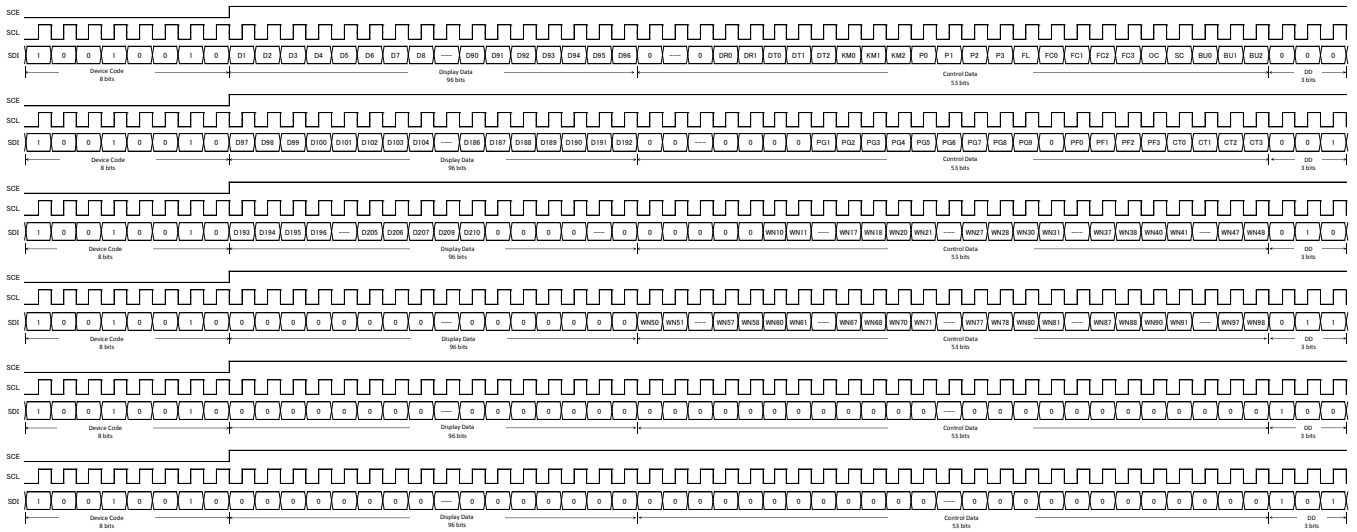 SCE
SCL
SDI 1 0 0 1 0 0 1 0 D1 D2 D3 D4 D5 D6 D7 D8 ---- D90 D91 D92 D93 D94 D95 D96 0 ---- 0 DR0 DR1 DT0 DT1 DT2 KM0 KM1 KM2 P0 P1 P2 P3 FL FC0 FC1 FC2 FC3 OC SC BU0 BU1 BU2 0 0 0
Device Code Display Data Control Data DD
8 bits 96 bits 53 bits 3 bits
SCE
SCL
SDI 1 0 0 1 0 0 1 0 D97 D98 D99 D100 D101 D102 D103 D104 ---- D186 D187 D188 D189 D190 D191 D192 0 0 ---- 0 0 0 0 PG1 PG2 PG3 PG4 PG5 PG6 PG7 PG8 PG9 0 PF0 PF1 PF2 PF3 CT0 CT1 CT2 CT3 0 0 1
Device Code Display Data Control Data DD
8 bits 96 bits 53 bits 3 bits
SCE
SCL
SDI 1 0 0 1 0 0 1 0 D193 D194 D195 D196 ---- D205 D206 D207 D209 D210 0 0 0 0 ---- 0 0 0 0 0 0 WN10 WN11 ---- WN17 WN18 WN20 WN21 ---- WN27 WN28 WN30 WN31 ---- WN37 WN38 WN40 WN41 ---- WN47 WN48 0 1 0
Device Code Display Data Control Data DD
8 bits 96 bits 53 bits 3 bits
SCE
SCL
SDI 1 0 0 1 0 0 1 0 0 0 0 0 0 0 0 0 ---- 0 0 0 0 0 0 0 WN50 WN51 ---- WN57 WN58 WN60 WN61 ---- WN67 WN68 WN70 WN71 ---- WN77 WN78 WN80 WN81 ---- WN87 WN88 WN90 WN91 ---- WN97 WN98 0 1 1
Device Code Display Data Control Data DD
8 bits 96 bits 53 bits 3 bits
SCE
SCL
SDI 1 0 0 1 0 0 1 0 0 0 0 0 0 0 0 0 ---- 0 0 0 0 0 0 0 0 0 0 0 0 0 0 0 0 0 0 0 ---- 0 0 0 0 0 0 0 0 0 0 0 0 1 0 0
Device Code Display Data Control Data DD
8 bits 96 bits 53 bits 3 bits
SCE
SCL
SDI 1 0 0 1 0 0 1 0 0 0 0 0 0 0 0 0 ---- 0 0 0 0 0 0 0 0 0 0 0 0 0 0 0 0 0 0 0 ---- 0 0 0 0 0 0 0 0 0 0 0 0 1 0 1
Device Code Display Data Control Data DD
8 bits 96 bits 53 bits 3 bits